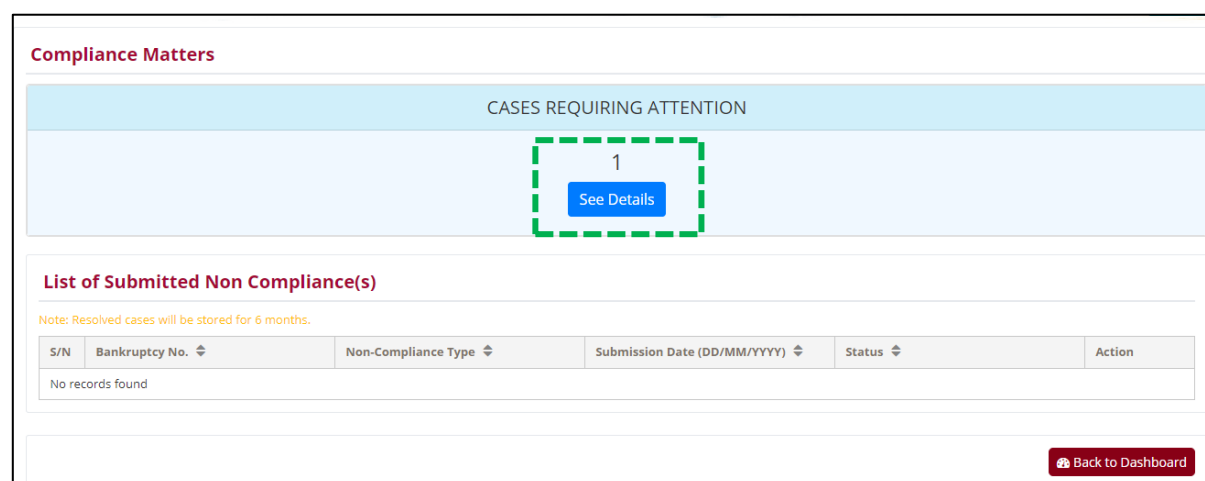 Compliance Matters
CASES REQUIRING ATTENTION
1
See Details
List of Submitted Non Compliance(s)
Note: Resolved cases will be stored for 6 months.
S/N Bankruptcy No. Non-Compliance Type Submission Date (DD/MM/YYYY) Status Action
No records found
Back to Dashboard